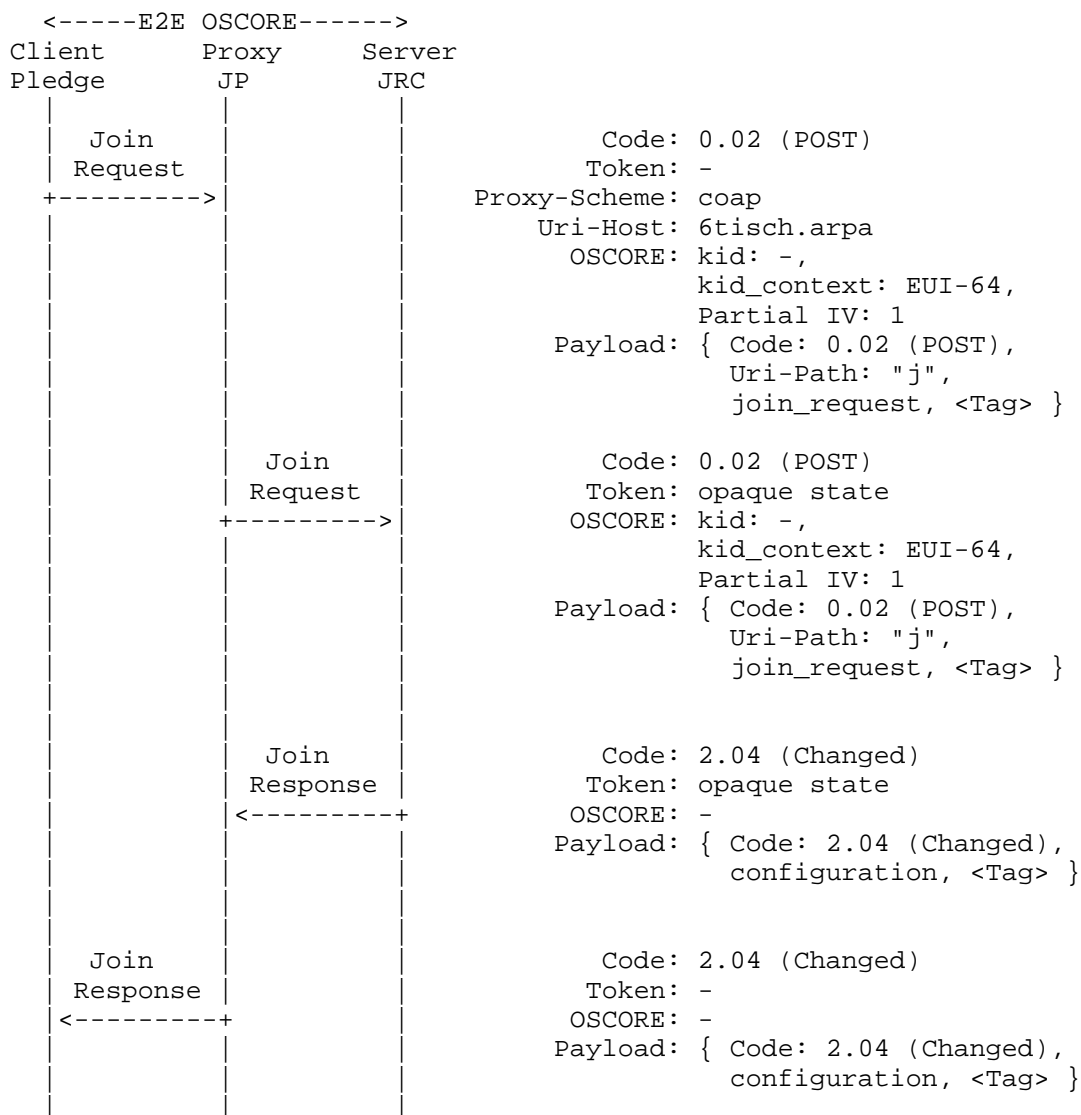 <-----E2E OSCORE------>
Client Proxy Server
Pledge JP JRC
Join Code: 0.02 (POST)
Request Token: -
+---------> Proxy-Scheme: coap
Uri-Host: 6tisch.arpa
OSCORE: kid: -,
kid_context: EUI-64,
Partial IV: 1
Payload: { Code: 0.02 (POST),
Uri-Path: "j",
join_request, <Tag> }
Join Code: 0.02 (POST)
Request Token: opaque state
+---------> OSCORE: kid: -,
kid_context: EUI-64,
Partial IV: 1
Payload: { Code: 0.02 (POST),
Uri-Path: "j",
join_request, <Tag> }
Join Code: 2.04 (Changed)
Response Token: opaque state
<---------+ OSCORE: -
Payload: { Code: 2.04 (Changed),
configuration, <Tag> }
Join Code: 2.04 (Changed)
Response Token: -
<---------+ OSCORE: -
Payload: { Code: 2.04 (Changed),
configuration, <Tag> }